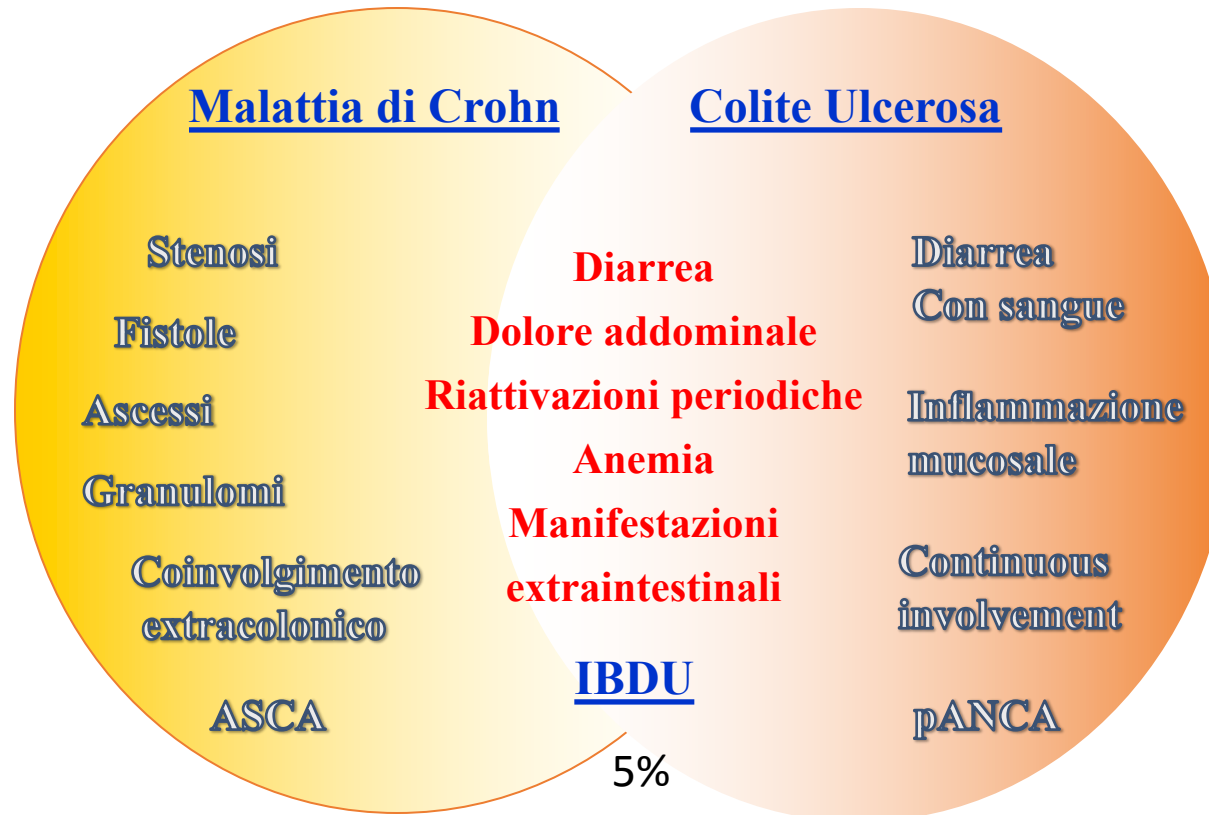 Malattia di Crohn
Stenosi
Fistole
Ascessi
Granulomi
Coinvolgimento
extracolonico
ASCA
Diarrea
Dolore addominale
Riattivazioni periodiche
Anemia
Manifestazioni
extraintestinali
IBDU
5%
Colite Ulcerosa
Diarrea
Con sangue
Inflammazione
mucosale
Continuous
involvement
pANCA